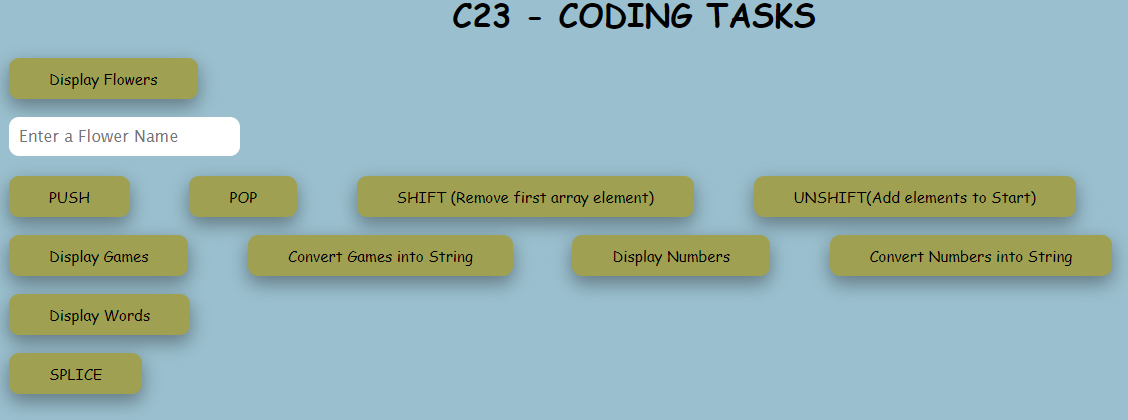 C23 - CODING TASKS
Display Flowers
Enter a Flower Name
PUSH POP SHIFT (Remove first array element) UNSHIFT(Add elements to Start)
Display Games Convert Games into String Display Numbers Convert Numbers into String
Display Words
SPLICE